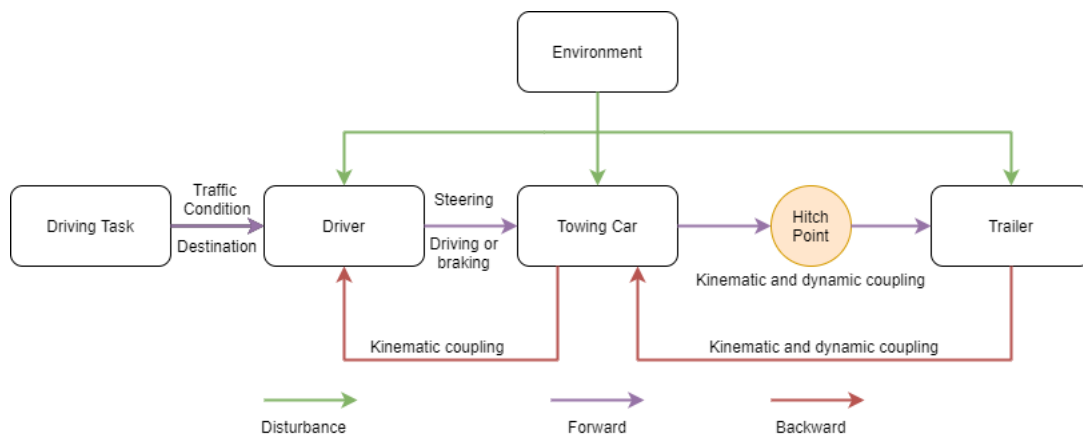 Environment
Traffic
Condition
Destination
Driving Task
Driver
Steering
Driving or
braking
Towing Car
Hitch
Point
Trailer
Kinematic and dynamic coupling
Kinematic coupling
Kinematic and dynamic coupling
Disturbance
Forward
Backward